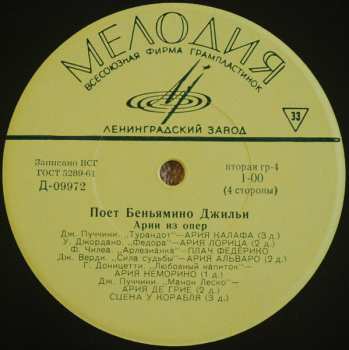 МЕЛОДИЯ
ВСЕСОЮЗНАЯ ФИРМА ГРАМПЛАСТИНОК
ЛЕНИНГРАДСКИЙ ЗАВОД
33
Записано ВСГ
ГОСТ 5289-61
Д-09972
вторая гр-4
1-00
(4 стороны)
Поет Беньямино Джильи
Арии из опер
Дж. Пуччини. „Турандот"—АРИЯ КАЛАФА (3 д.)
У. Джордано. „Федора"—АРИЯ ЛОРИЦА (2 д.)
Ф. Чилеа. „Арлезианка"—ПЛАЧ ФЕДЕРИКО
Дж. Верди. „Сила судьбы"—АРИЯ АЛЬВАРО (2 д.)
Г. Доницетти. „Любовный напиток"—
АРИЯ НЕМОРИНО (1 д.)
Дж. Пуччини. „Манон Леско"—
АРИЯ ДЕ ГРИЕ (2 д.)
СЦЕНА У КОРАБЛЯ (3 д.)